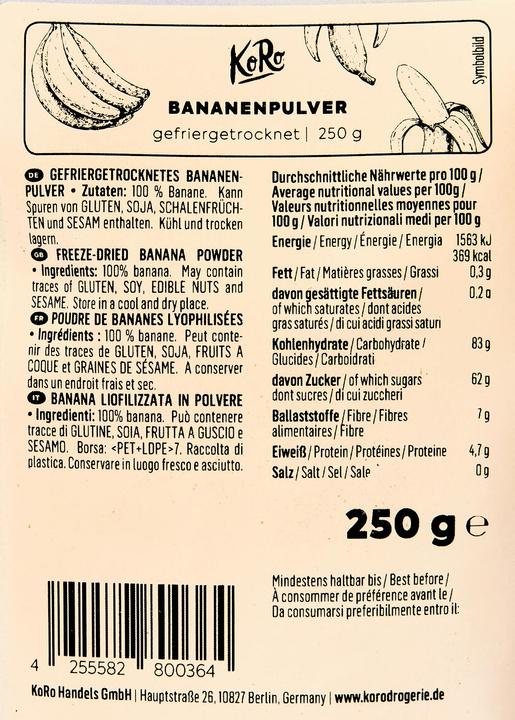 KoRo
Symbolbild
BANANENPULVER
gefriergetrocknet | 250 g
DE GEFRIERGETROCKNETES BANANEN-
PULVER • Zutaten: 100 % Banane. Kann
Spuren von GLUTEN, SOJA, SCHALENFRÜCH-
TEN und SESAM enthalten. Kühl und trocken
lagern.
GB FREEZE-DRIED BANANA POWDER
• Ingredients: 100% banana. May contain
traces of GLUTEN, SOY, EDIBLE NUTS and
SESAME. Store in a cool and dry place.
FR POUDRE DE BANANES LYOPHILISÉES
• Ingrédients : 100 % banane. Peut conte-
nir des traces de GLUTEN, SOJA, FRUITS A
COQUE et GRAINES DE SÉSAME. A conserver
dans un endroit frais et sec.
IT BANANA LIOFILIZZATA IN POLVERE
• Ingredienti: 100% banana. Può contenere
tracce di GLUTINE, SOIA, FRUTTA A GUSCIO e
SESAMO. Borsa: <PET+LDPE>7. Raccolta di
plastica. Conservare in luogo fresco e asciutto.
Durchschnittliche Nährwerte pro 100 g /
Average nutritional values per 100g /
Valeurs nutritionnelles moyennes pour
100 g / Valori nutrizionali medi per 100 g
Energie / Energy / Énergie / Energia 1563 kJ
369 kcal
Fett / Fat / Matières grasses / Grassi 0,3 g
davon gesättigte Fettsäuren / 0,2 g
of which saturates / dont acides
gras saturés / di cui acidi grassi saturi
Kohlenhydrate / Carbohydrate / 83 g
Glucides / Carboidrati
davon Zucker / of which sugars 62 g
dont sucres / di cui zuccheri
Ballaststoffe / Fibre / Fibres 7 g
alimentaires / Fibre
Eiweiß / Protein / Protéines / Proteine 4,7 g
Salz / Salt / Sel / Sale 0 g
250 g ℮
Mindestens haltbar bis / Best before /
À consommer de préférence avant le /
Da consumarsi preferibilmente entro il:
4 255582 800364
KoRo Handels GmbH | Hauptstraße 26, 10827 Berlin, Germany | www.korodrogerie.de